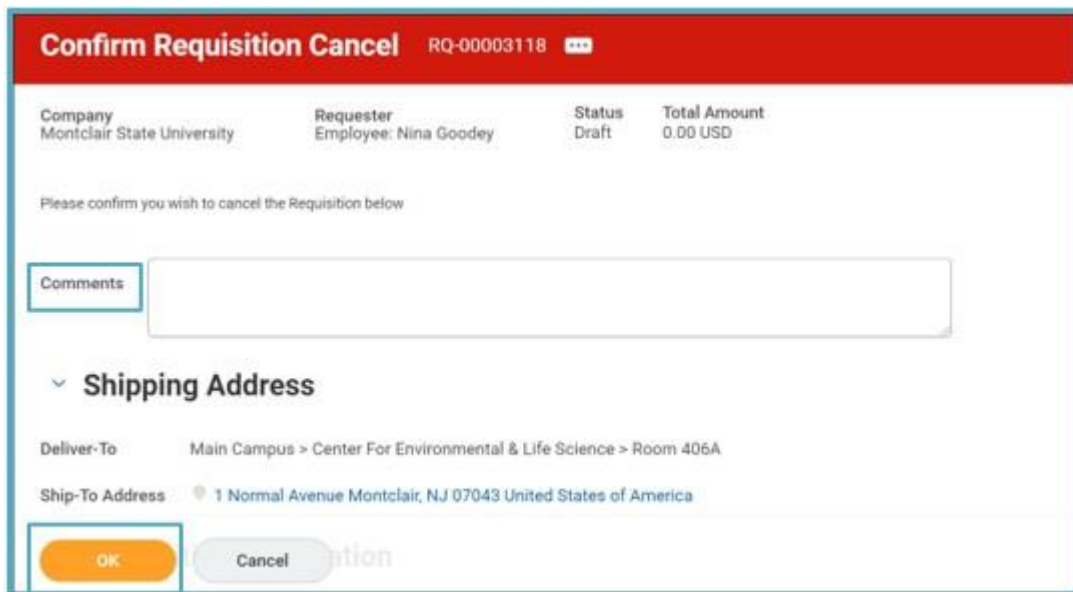 Confirm Requisition Cancel RQ-00003118
Company Requester Status Total Amount
Montclair State University Employee: Nina Goodey Draft 0.00 USD
Please confirm you wish to cancel the Requisition below
Comments
Shipping Address
Deliver-To Main Campus > Center For Environmental & Life Science > Room 406A
Ship-To Address 1 Normal Avenue Montclair, NJ 07043 United States of America
OK Cancel